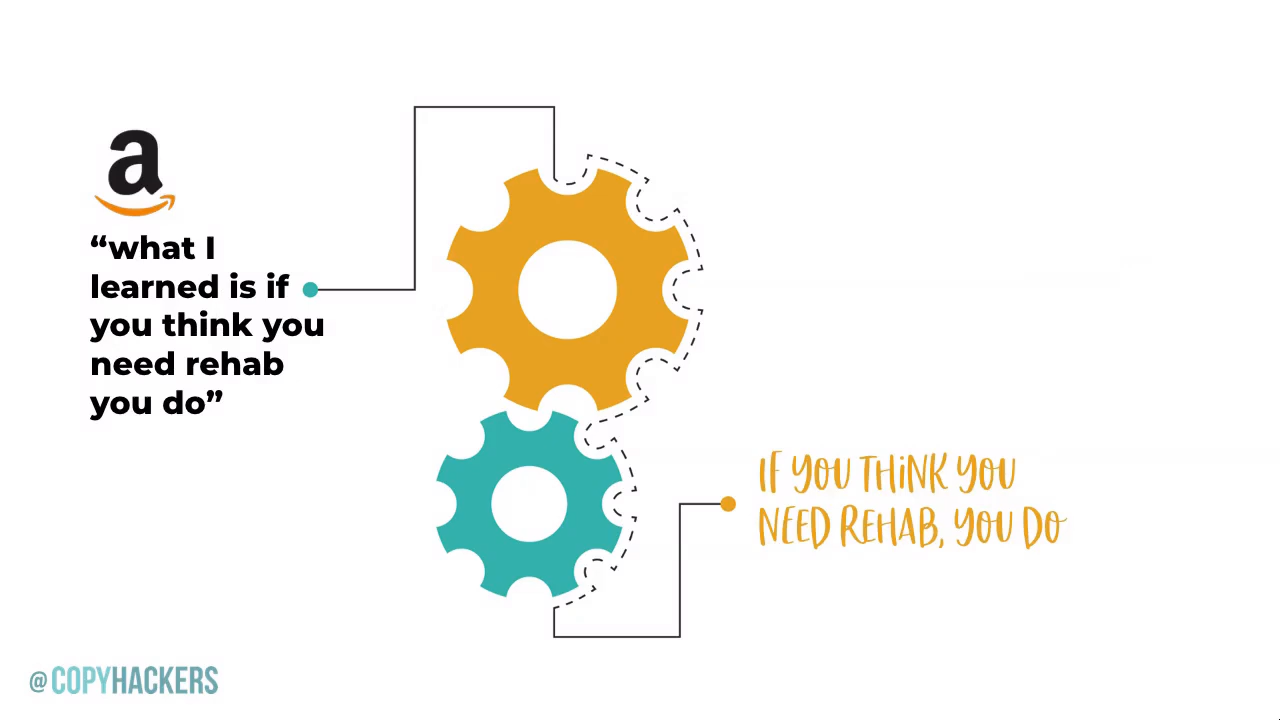 a
“what I
learned is if
you think you
need rehab
you do”
IF YOU THINK YOU
NEED REHAB, YOU DO
@COPYHACKERS